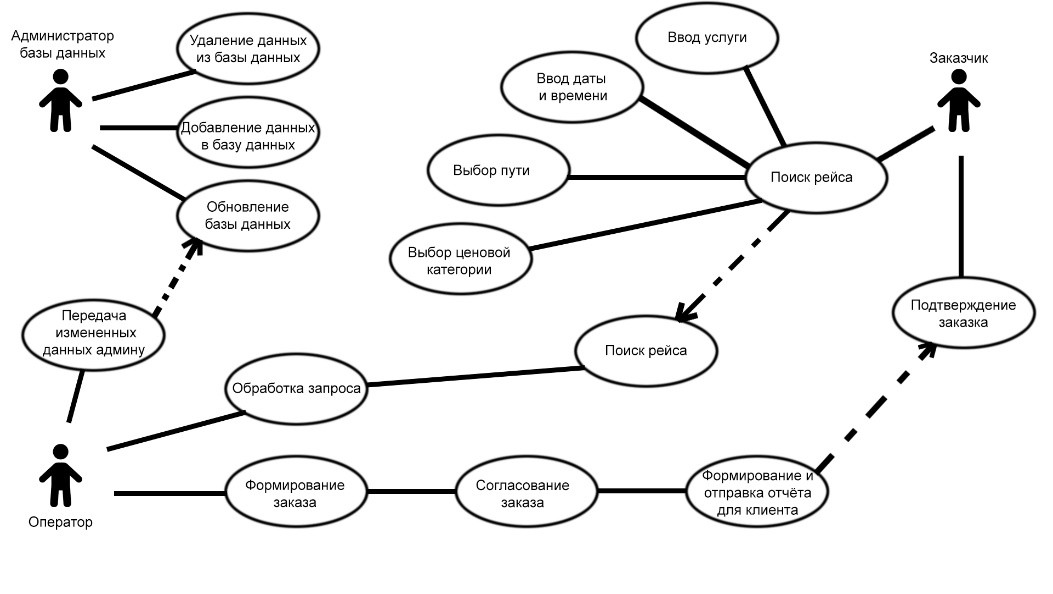 Администратор
базы данных
Удаление данных
из базы данных
Добавление данных
в базу данных
Обновление
базы данных
Передача
измененных
данных админу
Оператор
Обработка запроса
Формирование
заказа
Согласование
заказа
Формирование и
отправка отчёта
для клиента
Поиск рейса
Ввод услуги
Ввод даты
и времени
Выбор пути
Выбор ценовой
категории
Поиск рейса
Заказчик
Подтверждение
заказка